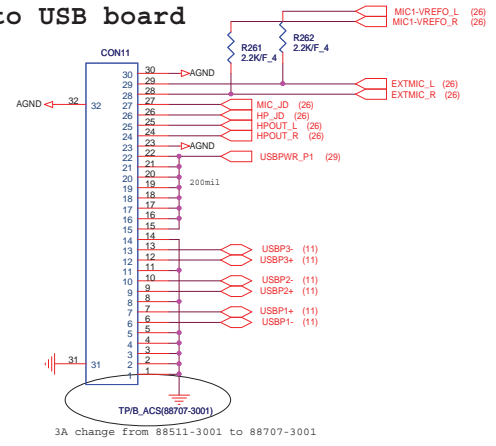 to USB board
MIC1-VREFO_L (26)
MIC1-VREFO_R (26)
R261
2.2K/F_4
R262
2.2K/F_4
CON11
30 30 AGND
29 29 EXTMIC_L (26)
28 28 EXTMIC_R (26)
AGND 32 32
27 27 MIC_JD (26)
26 26 HP_JD (26)
25 25 HPOUT_L (26)
24 24 HPOUT_R (26)
23 23 AGND
22 22 USBPWR_P1 (29)
21 21
20 20
19 19 200mil
18 18
17 17
16 16
15 15
14 14
13 13 USBP3- (11)
12 12 USBP3+ (11)
11 11
10 10 USBP2- (11)
9 9 USBP2+ (11)
8 8
7 7 USBP1+ (11)
6 6 USBP1- (11)
5 5
4 4
3 3
31 31
2 2
1 1
TP/B_ACS(88707-3001)
3A change from 88511-3001 to 88707-3001